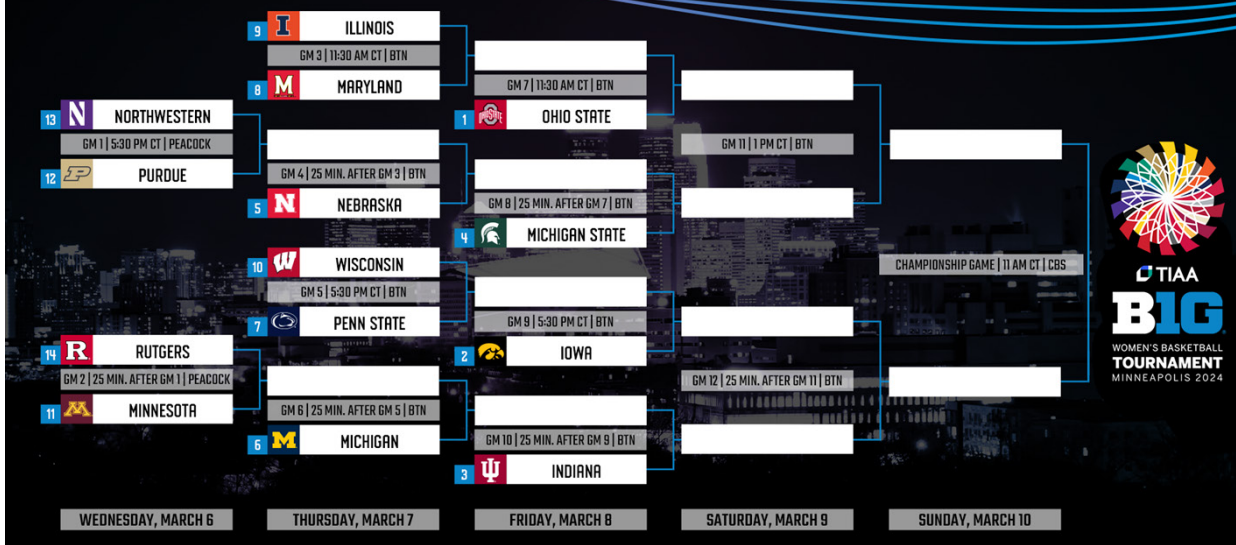 9 ILLINOIS
GM 3 | 11:30 AM CT | BTN
8 M MARYLAND
13 N NORTHWESTERN
GM 1 | 5:30 PM CT | PEACOCK
12 P PURDUE
GM 4 | 25 MIN. AFTER GM 3 | BTN
5 N NEBRASKA
10 W WISCONSIN
GM 5 | 5:30 PM CT | BTN
7 PENN STATE
14 R RUTGERS
GM 2 | 25 MIN. AFTER GM 1 | PEACOCK
11 M MINNESOTA
GM 6 | 25 MIN. AFTER GM 5 | BTN
6 M MICHIGAN
GM 7 | 11:30 AM CT | BTN
1 OHIO STATE
GM 8 | 25 MIN. AFTER GM 7 | BTN
4 MICHIGAN STATE
GM 9 | 5:30 PM CT | BTN
2 IOWA
GM 10 | 25 MIN. AFTER GM 9 | BTN
3 INDIANA
GM 11 | 1 PM CT | BTN
GM 12 | 25 MIN. AFTER GM 11 | BTN
CHAMPIONSHIP GAME | 11 AM CT | CBS
TIAA
B1G
WOMEN'S BASKETBALL
TOURNAMENT
MINNEAPOLIS 2024
WEDNESDAY, MARCH 6
THURSDAY, MARCH 7
FRIDAY, MARCH 8
SATURDAY, MARCH 9
SUNDAY, MARCH 10